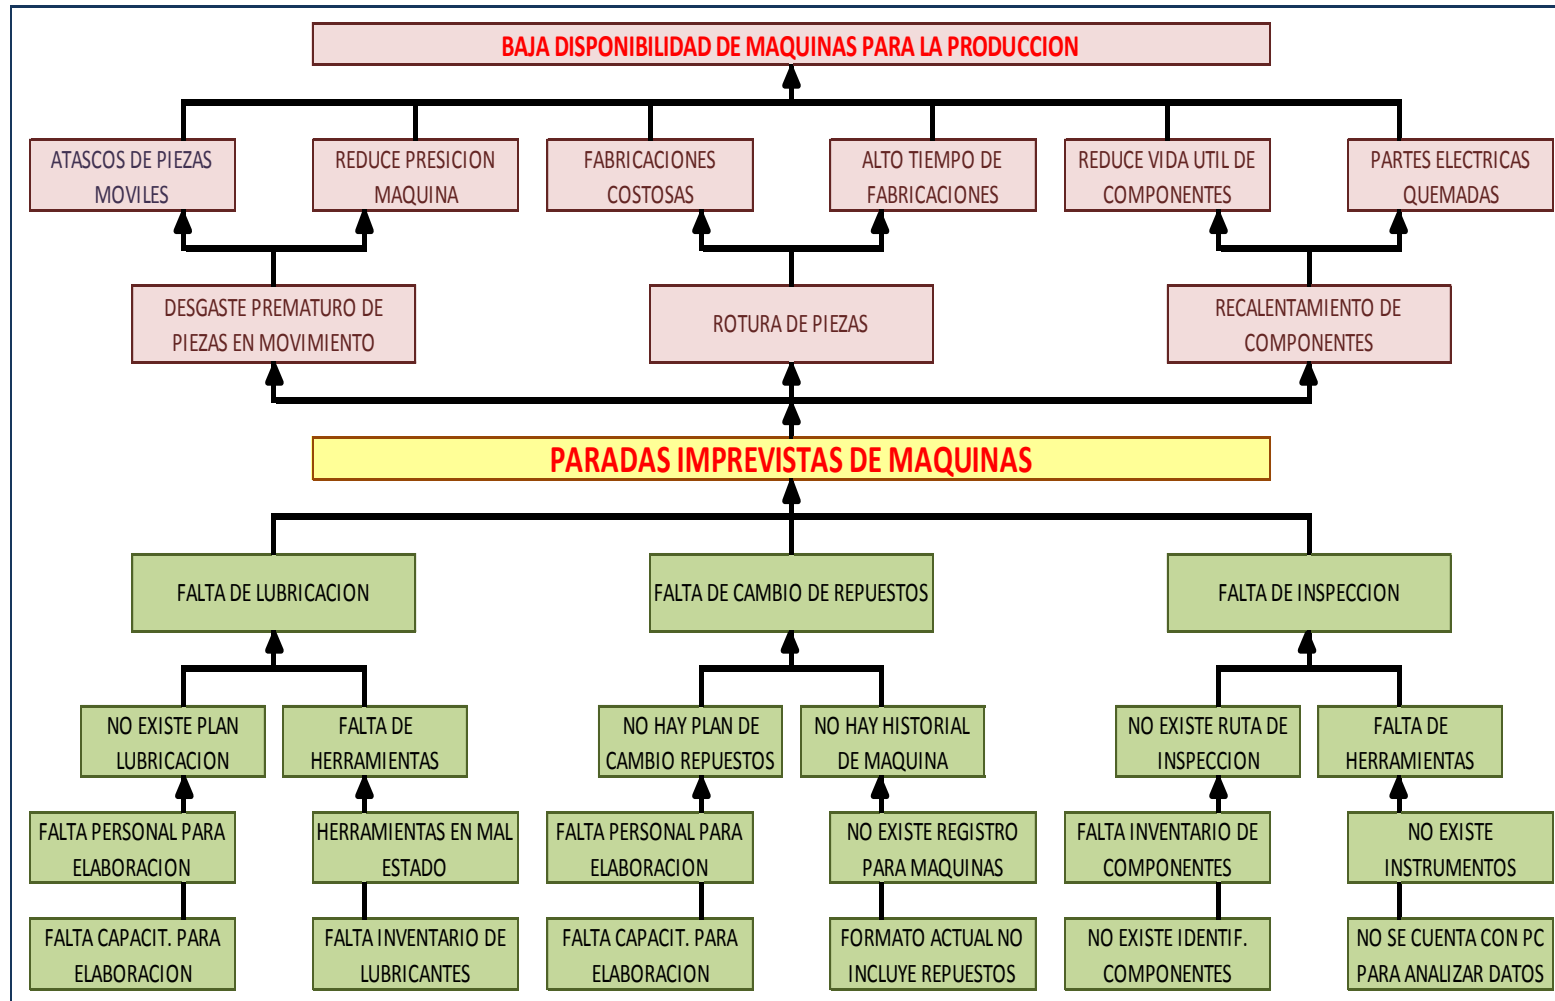 BAJA DISPONIBILIDAD DE MAQUINAS PARA LA PRODUCCION
ATASCOS DE PIEZAS
MOVILES
REDUCE PRESICION
MAQUINA
FABRICACIONES
COSTOSAS
ALTO TIEMPO DE
FABRICACIONES
REDUCE VIDA UTIL DE
COMPONENTES
PARTES ELECTRICAS
QUEMADAS
DESGASTE PREMATURO DE
PIEZAS EN MOVIMIENTO
ROTURA DE PIEZAS
RECALENTAMIENTO DE
COMPONENTES
PARADAS IMPREVISTAS DE MAQUINAS
FALTA DE LUBRICACION
FALTA DE CAMBIO DE REPUESTOS
FALTA DE INSPECCION
NO EXISTE PLAN
LUBRICACION
FALTA DE
HERRAMIENTAS
NO HAY PLAN DE
CAMBIO REPUESTOS
NO HAY HISTORIAL
DE MAQUINA
NO EXISTE RUTA DE
INSPECCION
FALTA DE
HERRAMIENTAS
FALTA PERSONAL PARA
ELABORACION
HERRAMIENTAS EN MAL
ESTADO
FALTA PERSONAL PARA
ELABORACION
NO EXISTE REGISTRO
PARA MAQUINAS
FALTA INVENTARIO DE
COMPONENTES
NO EXISTE
INSTRUMENTOS
FALTA CAPACIT. PARA
ELABORACION
FALTA INVENTARIO DE
LUBRICANTES
FALTA CAPACIT. PARA
ELABORACION
FORMATO ACTUAL NO
INCLUYE REPUESTOS
NO EXISTE IDENTIF.
COMPONENTES
NO SE CUENTA CON PC
PARA ANALIZAR DATOS